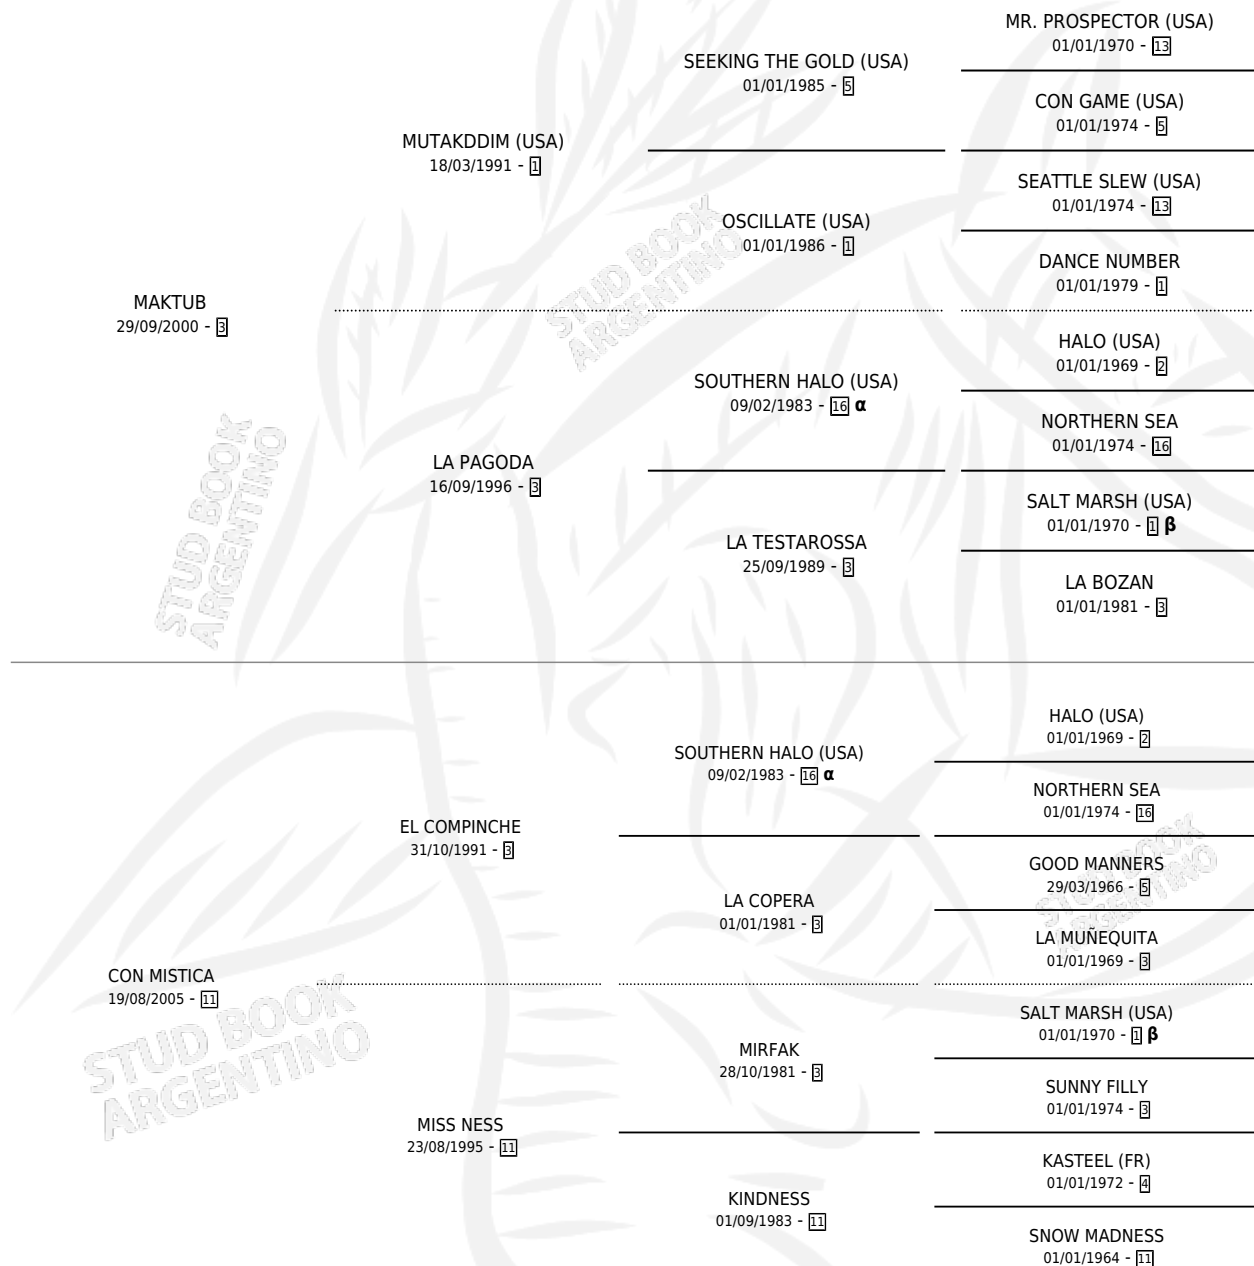 MR. PROSPECTOR (USA)
01/01/1970 - 13
SEEKING THE GOLD (USA)
01/01/1985 - 5
CON GAME (USA)
01/01/1974 - 5
MUTAKDDIM (USA)
18/03/1991 - 1
SEATTLE SLEW (USA)
01/01/1974 - 13
OSCILLATE (USA)
01/01/1986 - 1
DANCE NUMBER
01/01/1979 - 1
STUD BOOK
ARGENTINO
MAKTUB
29/09/2000 - 3
HALO (USA)
01/01/1969 - 2
SOUTHERN HALO (USA)
09/02/1983 - 16 α
NORTHERN SEA
01/01/1974 - 16
LA PAGODA
16/09/1996 - 3
SALT MARSH (USA)
01/01/1970 - 1 β
LA TESTAROSSA
25/09/1989 - 3
LA BOZAN
01/01/1981 - 3
STUD BOOK
ARGENTINO
HALO (USA)
01/01/1969 - 2
SOUTHERN HALO (USA)
09/02/1983 - 16 α
NORTHERN SEA
01/01/1974 - 16
EL COMPINCHE
31/10/1991 - 3
GOOD MANNERS
29/03/1966 - 5
LA COPERA
01/01/1981 - 3
LA MUÑEQUITA
01/01/1969 - 3
STUD BOOK
ARGENTINO
CON MISTICA
19/08/2005 - 11
SALT MARSH (USA)
01/01/1970 - 1 β
MIRFAK
28/10/1981 - 3
SUNNY FILLY
01/01/1974 - 3
MISS NESS
23/08/1995 - 11
KASTEEL (FR)
01/01/1972 - 4
KINDNESS
01/09/1983 - 11
SNOW MADNESS
01/01/1964 - 11
STUD BOOK
ARGENTINO